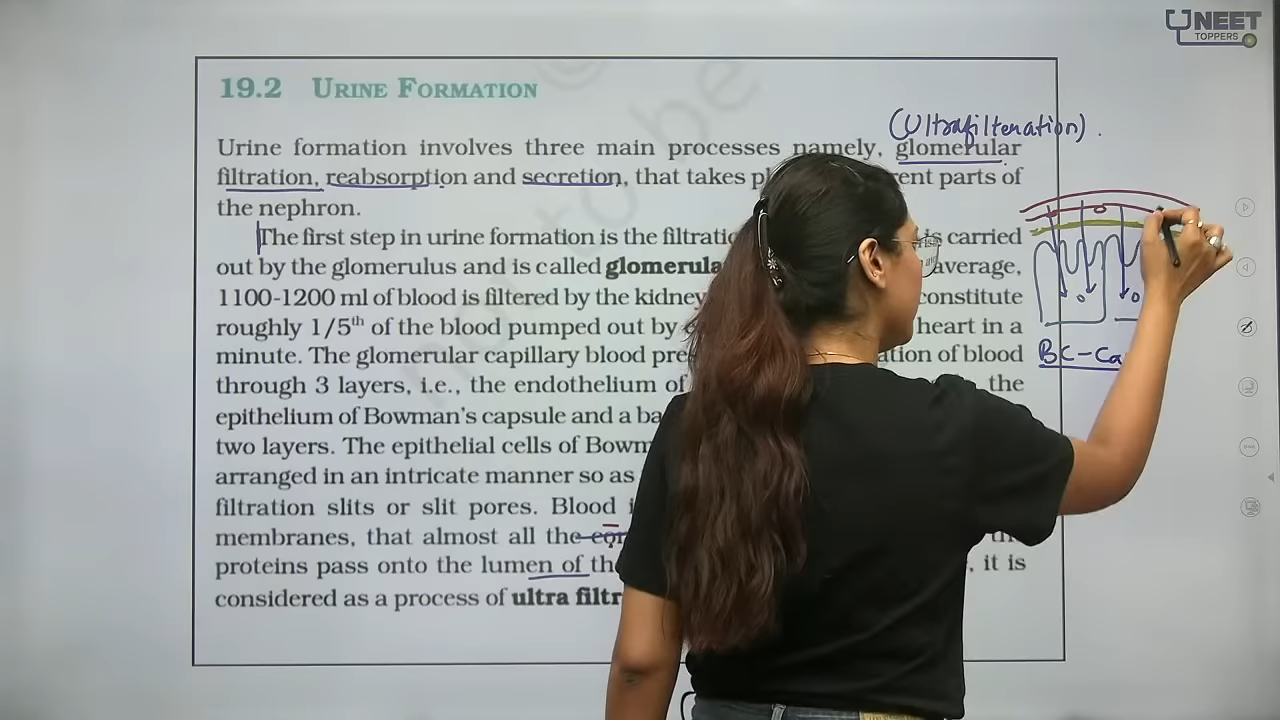 UNEET
TOPPERS
19.2 URINE FORMATION
(Ultrafilteration).
Urine formation involves three main processes namely, glomerular
filtration, reabsorption and secretion, that takes rent parts of
the nephron.
The first step in urine formation is the filtratio is carried
out by the glomerulus and is called glomerula average,
1100-1200 ml of blood is filtered by the kidney constitute
roughly 1/5th of the blood pumped out by heart in a
minute. The glomerular capillary blood pre ation of blood
through 3 layers, i.e., the endothelium of the
epithelium of Bowman's capsule and a ba
two layers. The epithelial cells of Bowm
arranged in an intricate manner so as
filtration slits or slit pores. Blood
membranes, that almost all the
proteins pass onto the lumen of th , it is
considered as a process of ultra filtr
BC-Ca
not to be